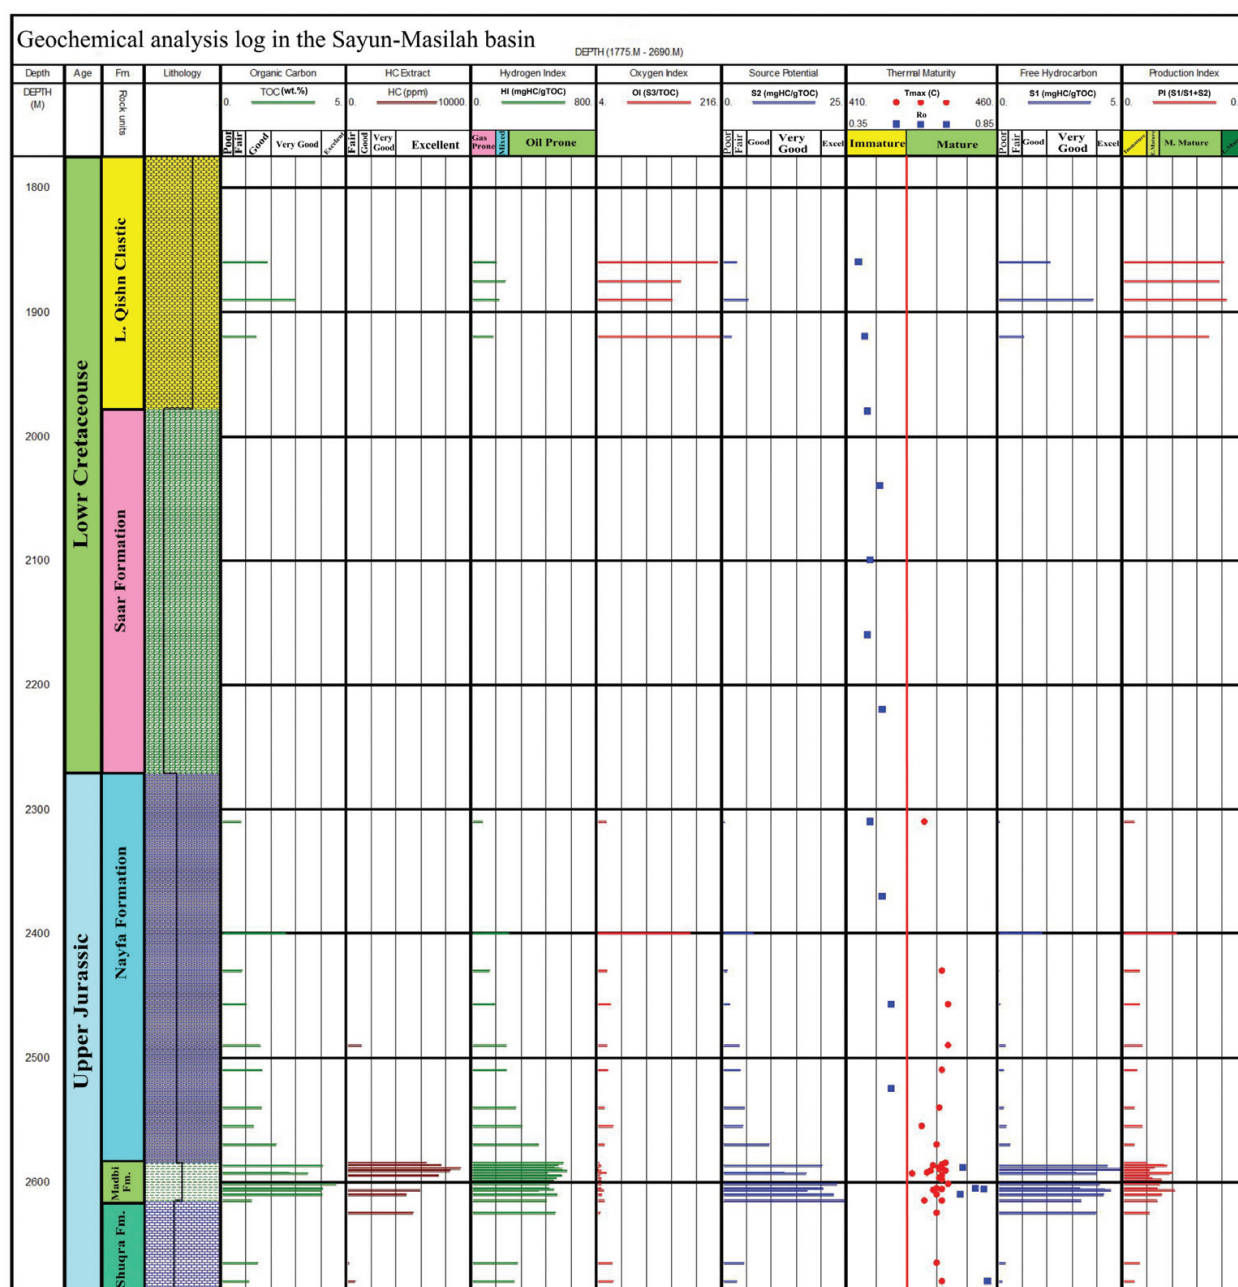 Geochemical analysis log in the Sayun-Masilah basin
DEPTH (1775.M - 2690.M)
Depth Age Fm. Lithology Organic Carbon HC Extract Hydrogen Index Oxygen Index Source Potential Thermal Maturity Free Hydrocarbon Production Index
DEPTH (M) Rock units TOC (wt.%) HC (ppm) HI (mgHC/gTOC) OI (S3/TOC) S2 (mgHC/gTOC) Tmax (C) S1 (mgHC/gTOC) PI (S1/S1+S2)
0. 5. 0. 10000. 0. 800. 4. 216. 0. 25. 410. 460. 0. 5. 0. 0.
Ro
0.35 0.85
Poor Fair Good Very Good Excellent Fair Good Very Good Excellent Gas Prone Mixed Oil Prone Poor Fair Good Very Good Excel Immature Mature Poor Fair Good Very Good Excel Immature M. Mature
1800
1900
2000
2100
2200
2300
2400
2500
2600
Lowr Cretaceouse
Upper Jurassic
L. Qishn Clastic
Saar Formation
Nayfa Formation
Madbi Fm.
Shuqra Fm.